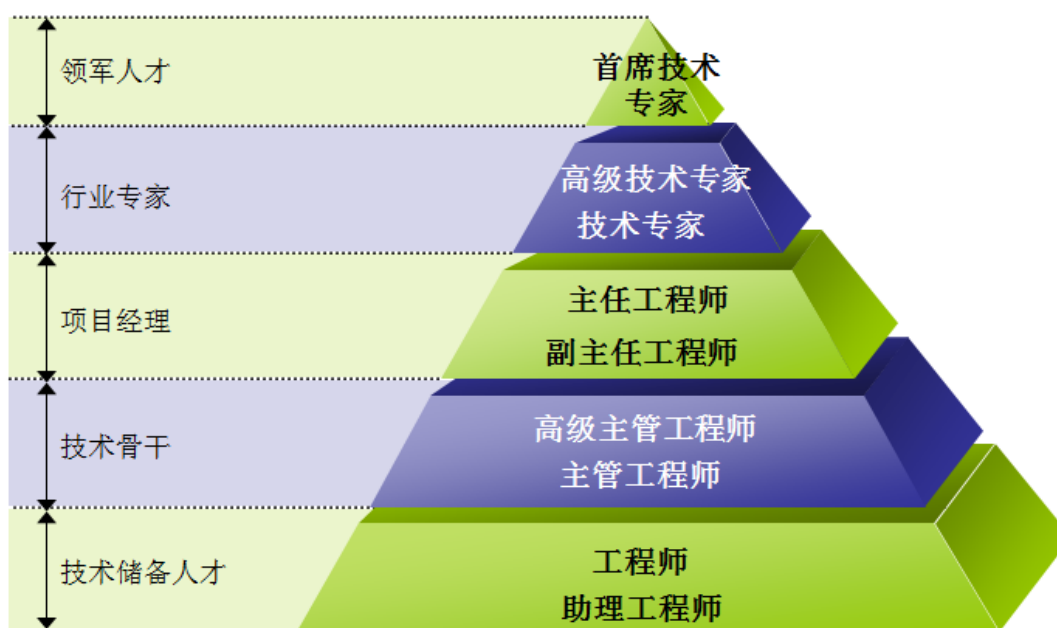 领军人才
首席技术
专家
行业专家
高级技术专家
技术专家
项目经理
主任工程师
副主任工程师
技术骨干
高级主管工程师
主管工程师
技术储备人才
工程师
助理工程师